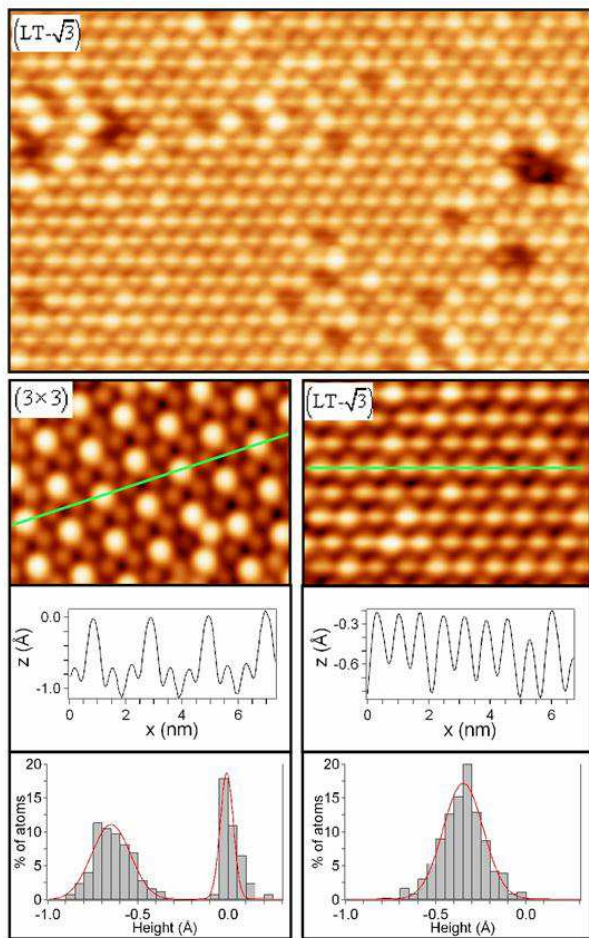 (LT-√3)
(3×3)
(LT-√3)
0.0
-1.0
z (Å)
0 2 4 6
x (nm)
-0.3
-0.6
z (Å)
0 2 4 6
x (nm)
20
15
10
5
0
% of atoms
-1.0 -0.5 0.0
Height (Å)
20
15
10
5
0
% of atoms
-1.0 -0.5 0.0
Height (Å)